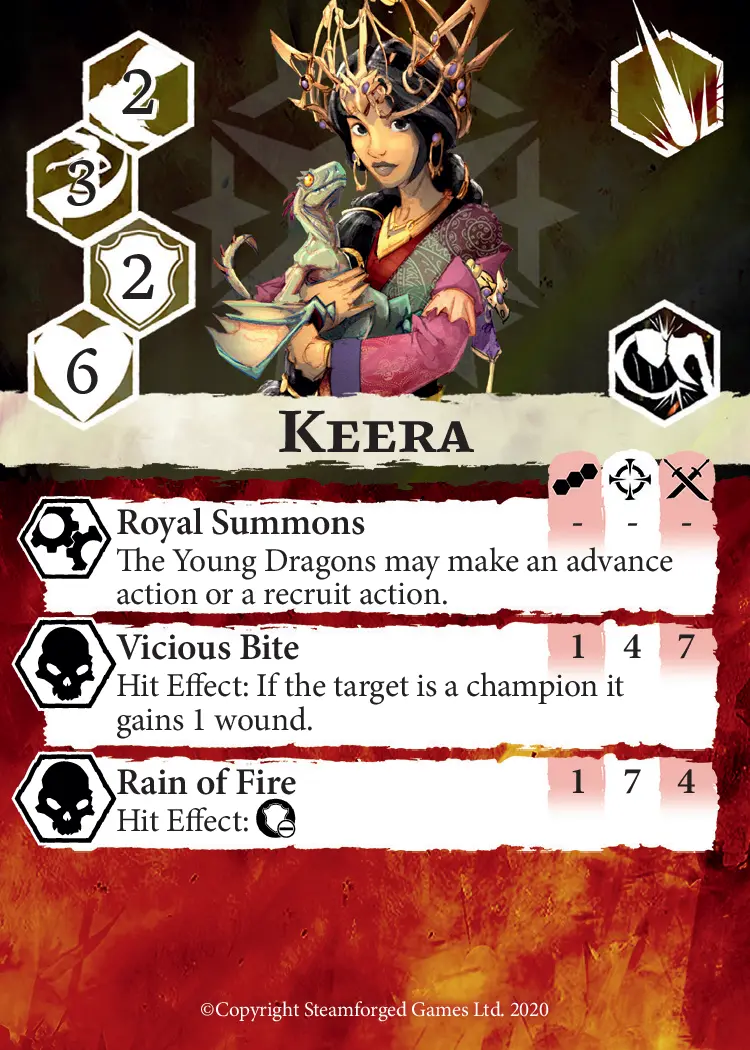 2
3
2
6
KEERA
Royal Summons - - -
The Young Dragons may make an advance
action or a recruit action.
Vicious Bite 1 4 7
Hit Effect: If the target is a champion it
gains 1 wound.
Rain of Fire 1 7 4
Hit Effect:
©Copyright Steamforged Games Ltd. 2020